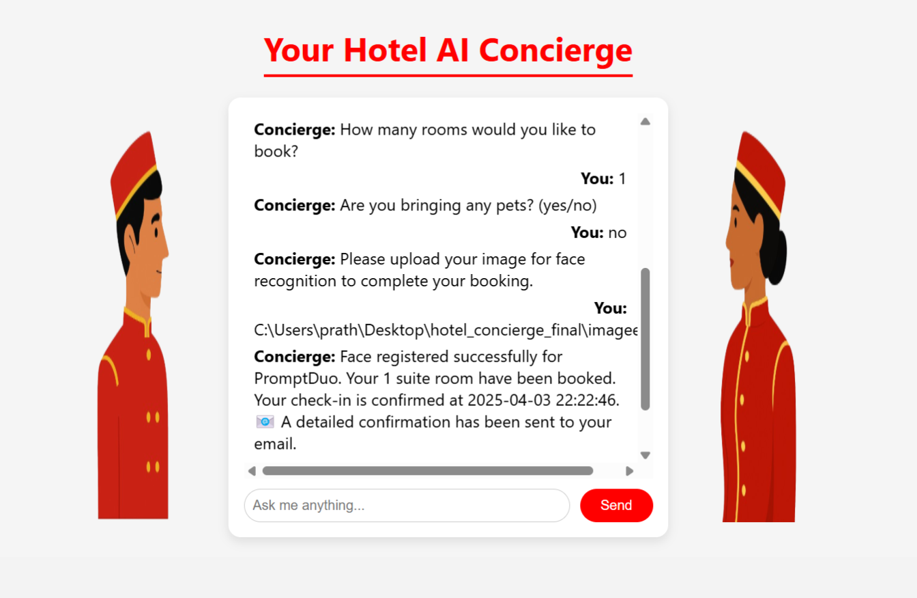 Your Hotel AI Concierge
Concierge: How many rooms would you like to
book?
You: 1
Concierge: Are you bringing any pets? (yes/no)
You: no
Concierge: Please upload your image for face
recognition to complete your booking.
You:
C:\Users\prath\Desktop\hotel_concierge_final\imagee
Concierge: Face registered successfully for
PromptDuo. Your 1 suite room have been booked.
Your check-in is confirmed at 2025-04-03 22:22:46.
📧 A detailed confirmation has been sent to your
email.
Ask me anything...
Send